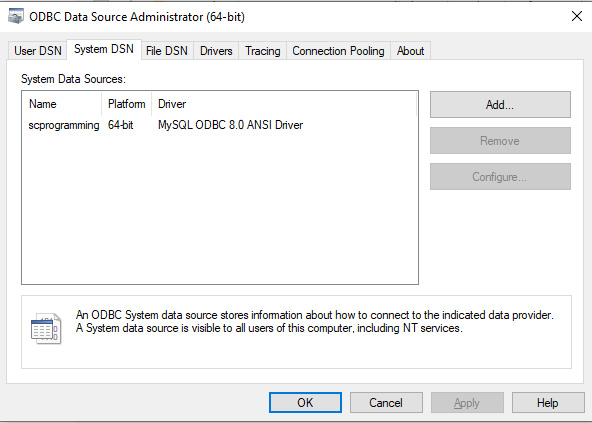 ODBC Data Source Administrator (64-bit)
User DSN System DSN File DSN Drivers Tracing Connection Pooling About
System Data Sources:
Name Platform Driver
scprogramming 64-bit MySQL ODBC 8.0 ANSI Driver
Add...
Remove
Configure...
An ODBC System data source stores information about how to connect to the indicated data provider.
A System data source is visible to all users of this computer, including NT services.
OK Cancel Apply Help